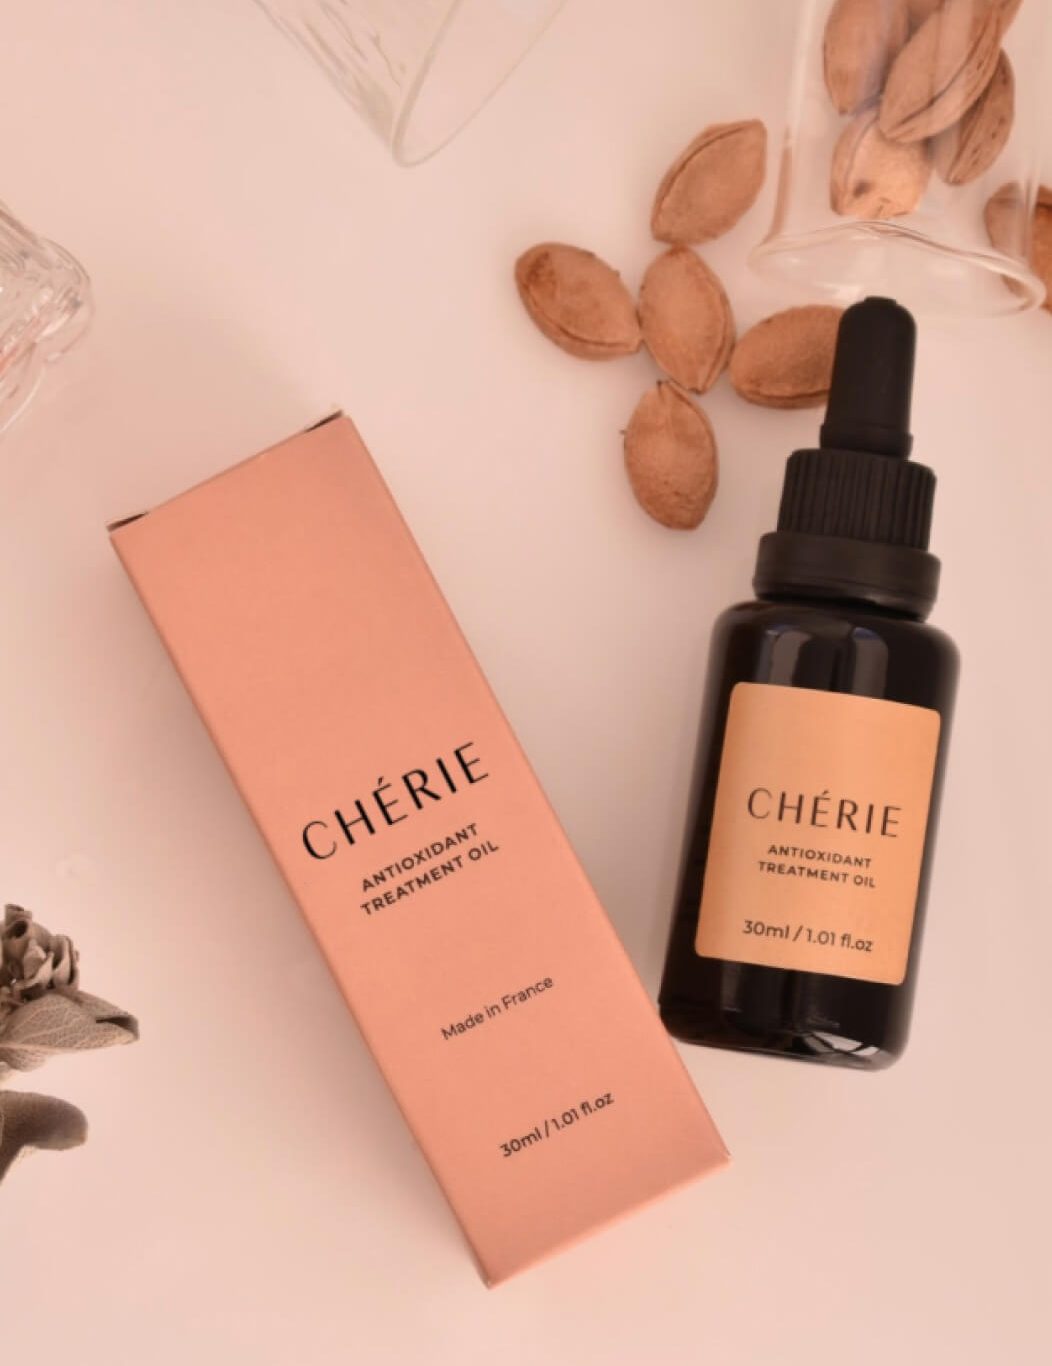 CHÉRIE
ANTIOXIDANT
TREATMENT OIL
Made in France
30ml / 1.01 fl.oz
CHÉRIE
ANTIOXIDANT
TREATMENT OIL
30ml / 1.01 fl.oz